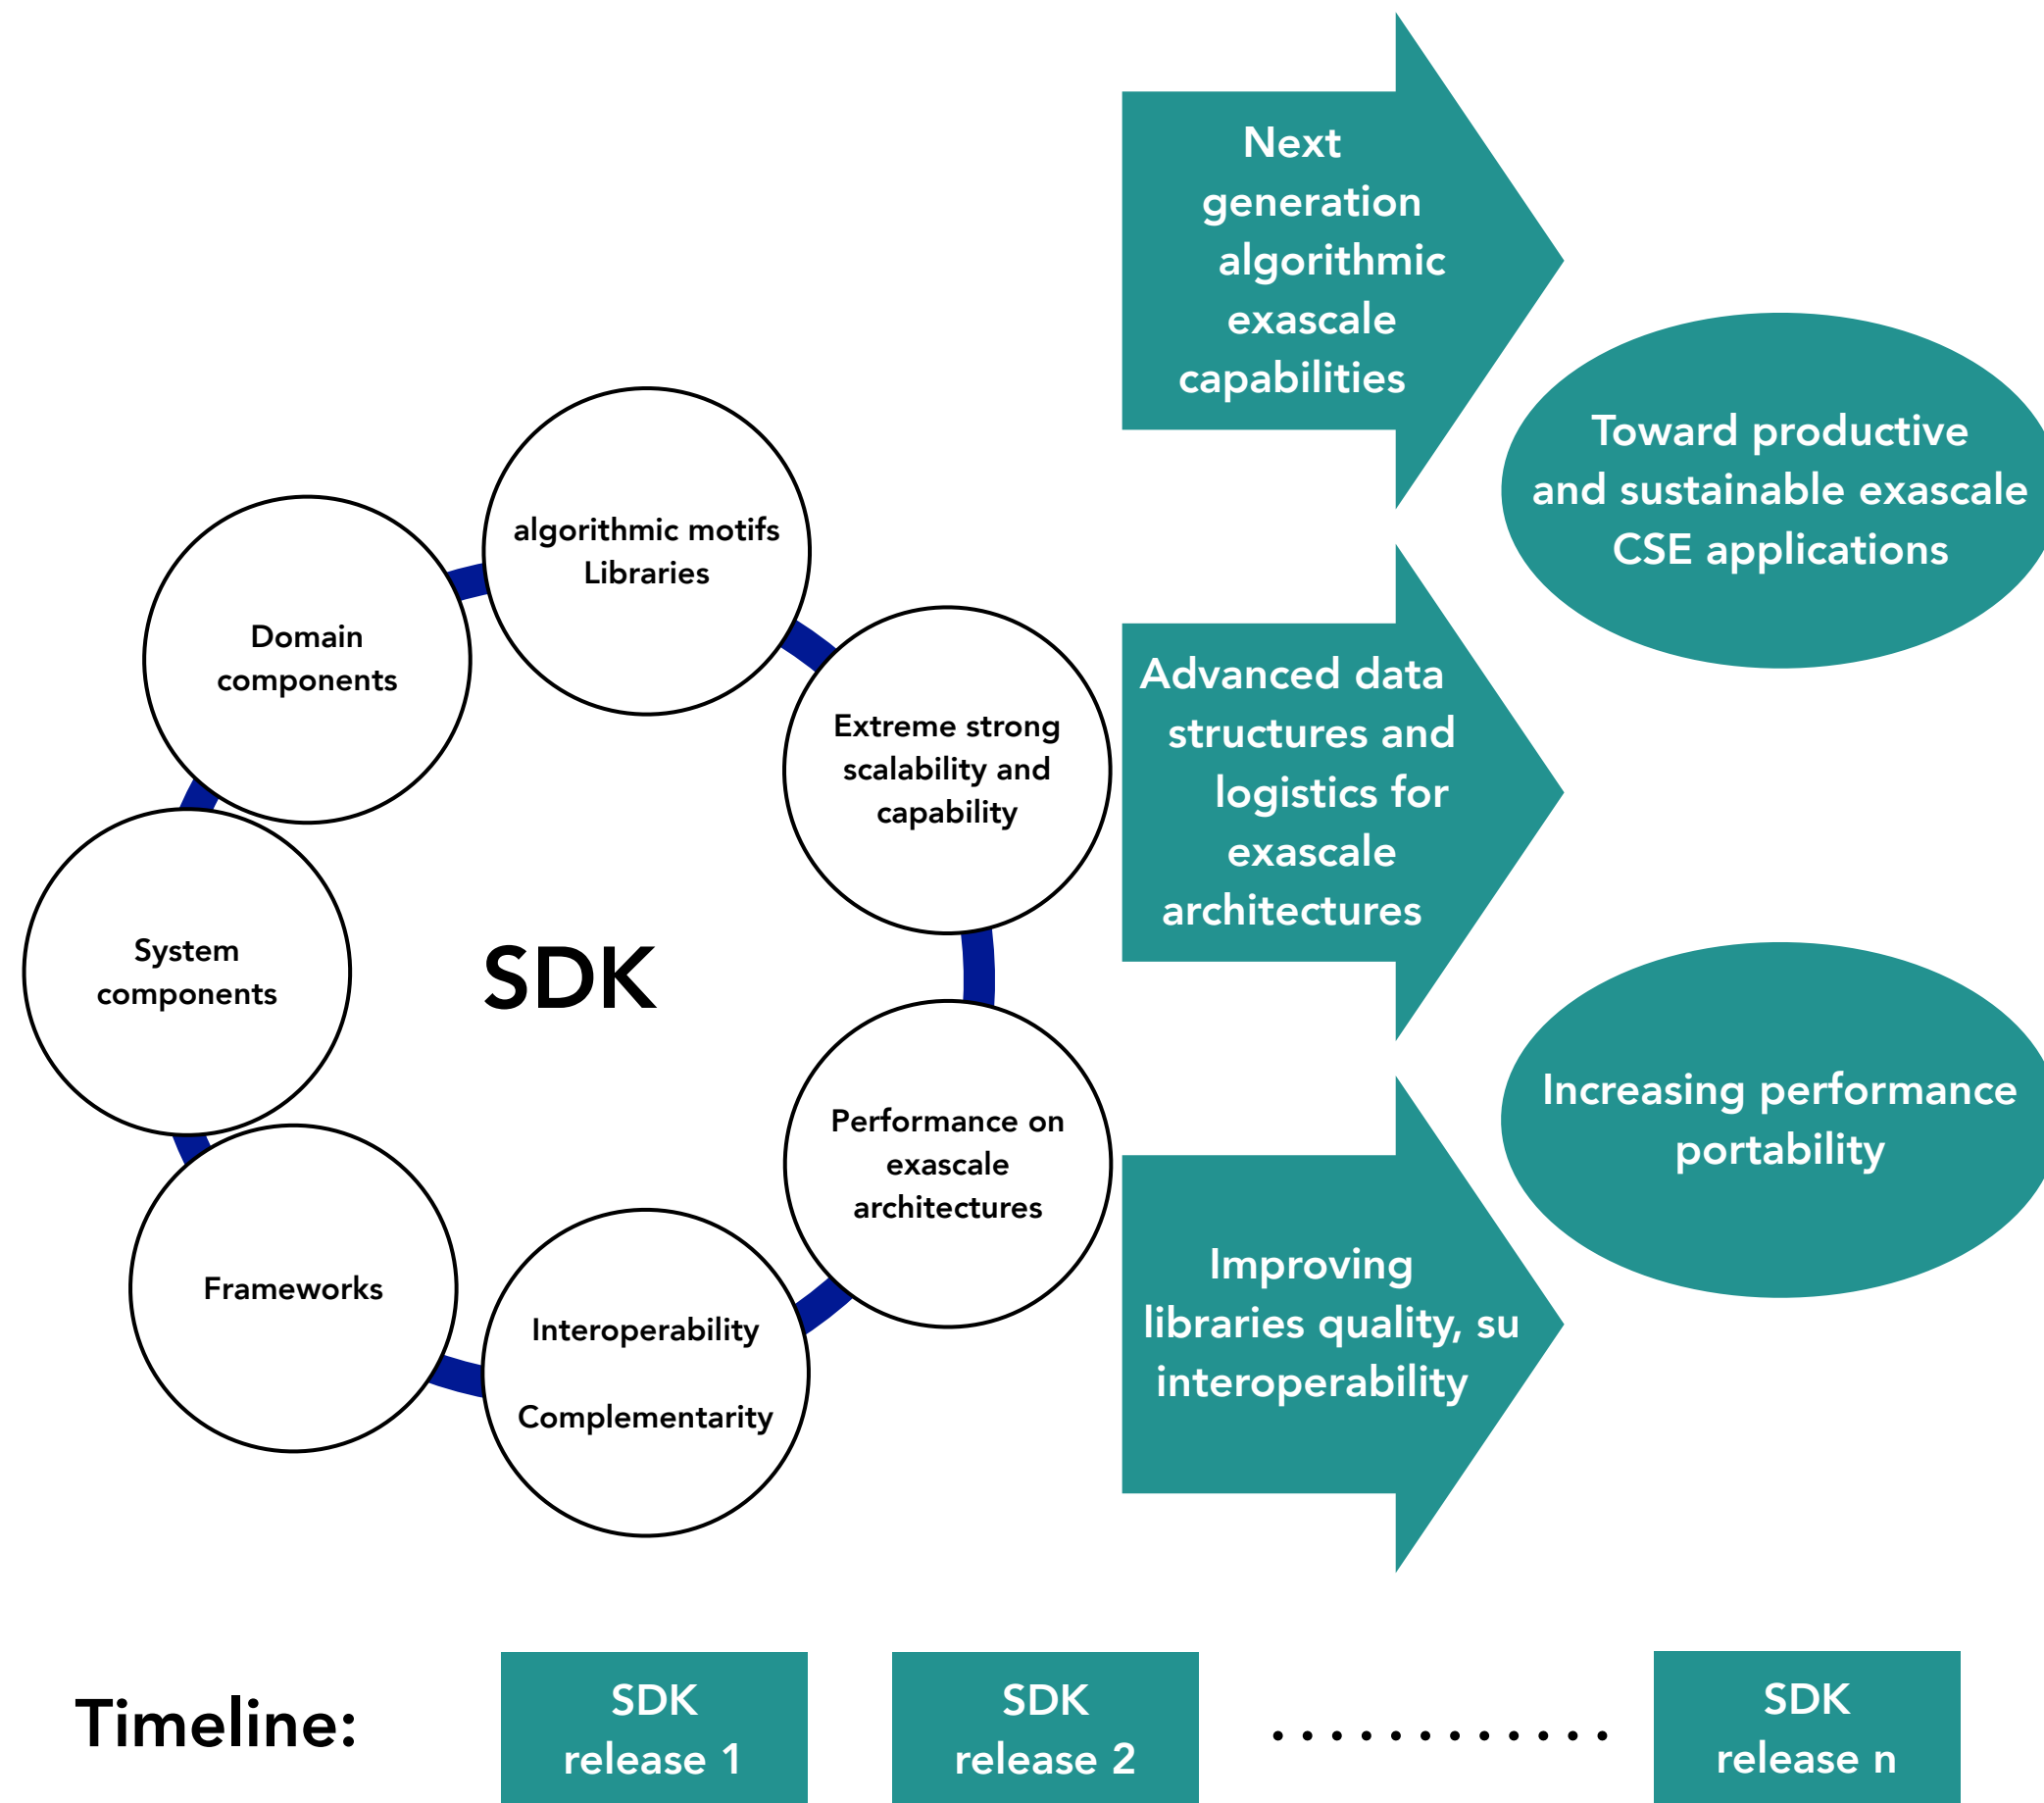 Next
generation
algorithmic
exascale
capabilities
Toward productive
and sustainable exascale
CSE applications
algorithmic motifs
Libraries
Domain
components
Extreme strong
scalability and
capability
Advanced data
structures and
logistics for
exascale
architectures
System
components
SDK
Performance on
exascale
architectures
Increasing performance
portability
Frameworks
Interoperability
Complementarity
Improving
libraries quality, su
interoperability
Timeline:
SDK
release 1
SDK
release 2
............
SDK
release n